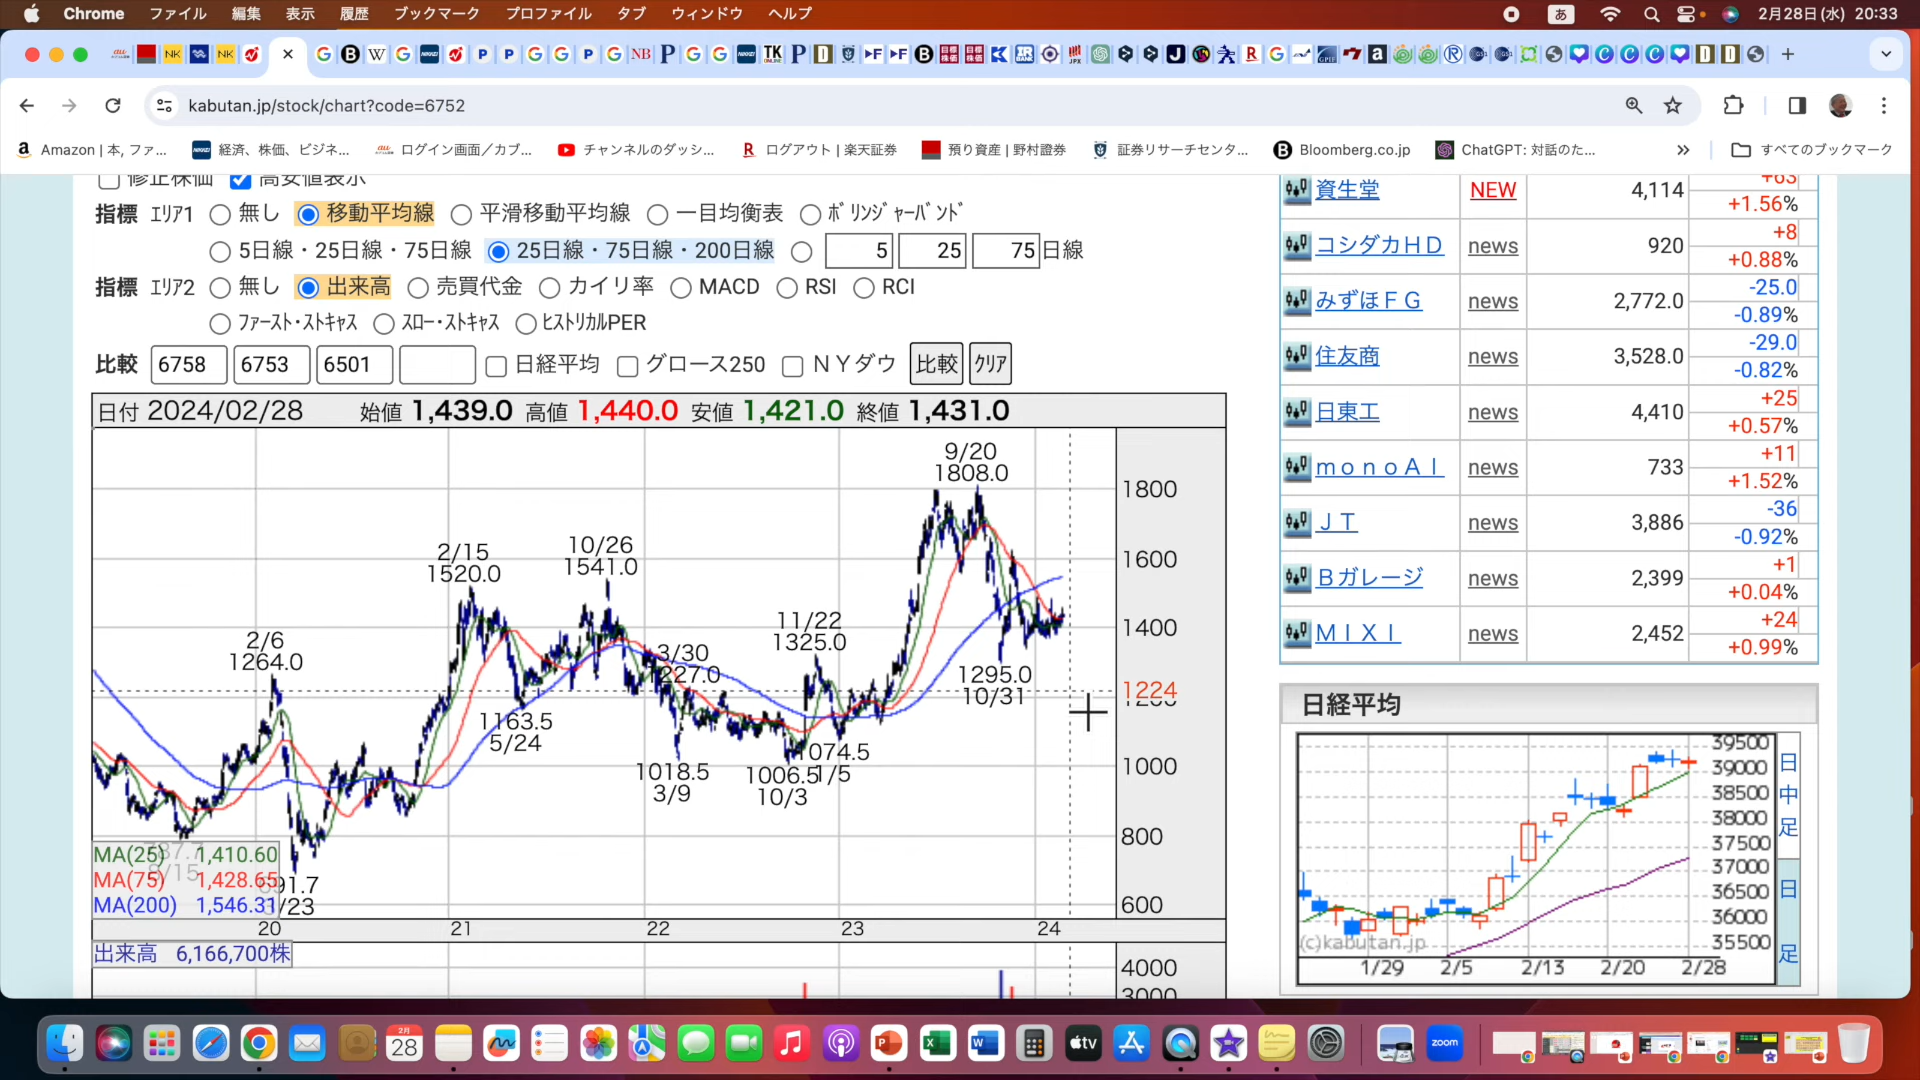 Chrome ファイル 編集 表示 履歴 ブックマーク プロファイル タブ ウィンドウ ヘルプ あ 2月28日(水) 20:33
kabutan.jp/stock/chart?code=6752
Amazon | 本, ファ... 経済、株価、ビジネ... ログイン画面／カブ... チャンネルのダッシ... ログアウト | 楽天証券 預り資産 | 野村證券 証券リサーチセンタ... Bloomberg.co.jp ChatGPT: 対話のた... » すべてのブックマーク
修正株価 高安値表示
指標 ｴﾘｱ1 無し 移動平均線 平滑移動平均線 一目均衡表 ﾎﾞﾘﾝｼﾞｬｰﾊﾞﾝﾄﾞ
5日線・25日線・75日線 25日線・75日線・200日線 5 25 75 日線
指標 ｴﾘｱ2 無し 出来高 売買代金 カイリ率 MACD RSI RCI
ﾌｧｰｽﾄ･ｽﾄｷｬｽ ｽﾛｰ･ｽﾄｷｬｽ ﾋｽﾄﾘｶﾙPER
比較 6758 6753 6501 日経平均 グロース250 ＮＹダウ 比較 ｸﾘｱ
日付 2024/02/28 始値 1,439.0 高値 1,440.0 安値 1,421.0 終値 1,431.0
9/20
1808.0
1800
2/15
1520.0
10/26
1541.0
1600
11/22
1325.0
1400
2/6
1264.0
3/30
1227.0
1295.0
10/31
1224
1163.5
5/24
1018.5
3/9
1006.5
10/3
1074.5
1/5
1000
800
600
MA(25) 1,410.60
MA(75) 1,428.65
MA(200) 1,546.31
20 21 22 23 24
出来高 6,166,700株
4000
3000
資生堂 NEW 4,114 +63 +1.56%
コシダカＨＤ news 920 +8 +0.88%
みずほＦＧ news 2,772.0 -25.0 -0.89%
住友商 news 3,528.0 -29.0 -0.82%
日東工 news 4,410 +25 +0.57%
ｍｏｎｏＡＩ news 733 +11 +1.52%
ＪＴ news 3,886 -36 -0.92%
Ｂガレージ news 2,399 +1 +0.04%
ＭＩＸＩ news 2,452 +24 +0.99%
日経平均
39500
39000
38500
38000
37500
37000
36500
36000
35500
(c)kabutan.jp
1/29 2/5 2/13 2/20 2/28
日中足
日足
2月
28
tv
zoom